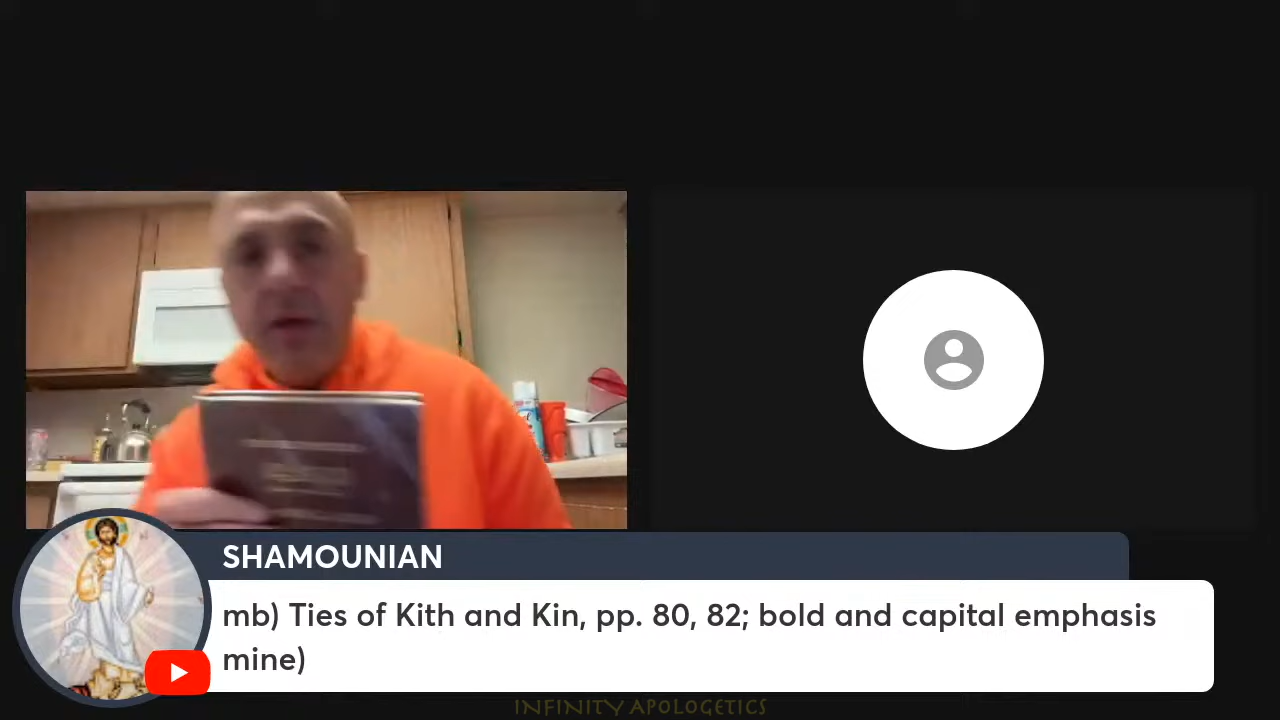 SHAMOUNIAN
mb) Ties of Kith and Kin, pp. 80, 82; bold and capital emphasis
mine)
INFINITY APOLOGETICS